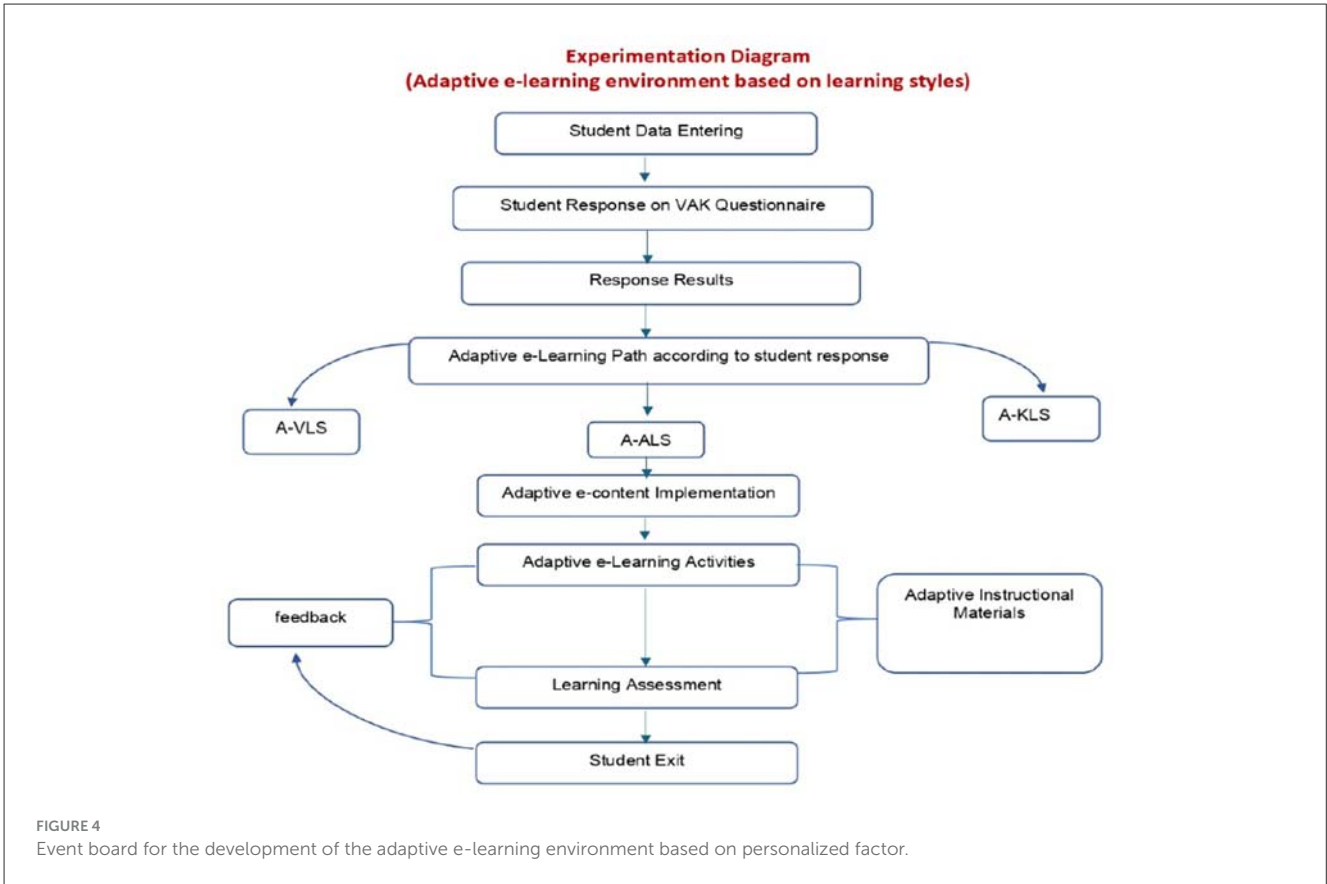 Experimentation Diagram
(Adaptive e-learning environment based on learning styles)
Student Data Entering
Student Response on VAK Questionnaire
Response Results
Adaptive e-Learning Path according to student response
A-VLS
A-ALS
A-KLS
Adaptive e-content Implementation
Adaptive e-Learning Activities
feedback
Adaptive Instructional
Materials
Learning Assessment
Student Exit
FIGURE 4
Event board for the development of the adaptive e-learning environment based on personalized factor.